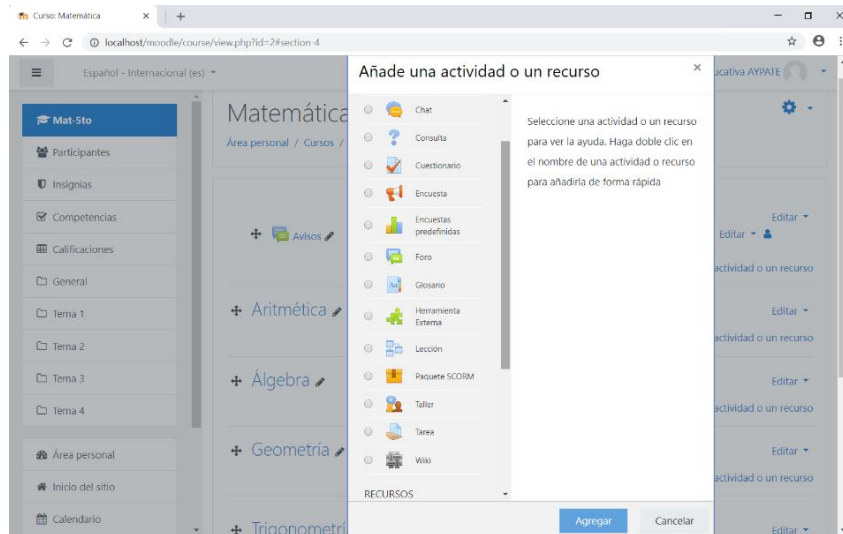 Curso: Matemática
localhost/moodle/course/view.php?id=2#section-4
Español - Internacional (es)
ucativa AYPATE
Mat-5to
Participantes
Insignias
Competencias
Calificaciones
General
Tema 1
Tema 2
Tema 3
Tema 4
Área personal
Inicio del sitio
Calendario
Matemática
Área personal / Cursos /
Avisos
Editar
Editar
actividad o un recurso
Aritmética
Editar
actividad o un recurso
Álgebra
Editar
actividad o un recurso
Geometría
Editar
actividad o un recurso
Trigonometrí
Editar
Añade una actividad o un recurso
Chat
Consulta
Cuestionario
Encuesta
Encuestas
predefinidas
Foro
Glosario
Herramienta
Externa
Lección
Paquete SCORM
Taller
Tarea
Wiki
RECURSOS
Seleccione una actividad o un recurso
para ver la ayuda. Haga doble clic en
el nombre de una actividad o recurso
para añadirla de forma rápida
Agregar
Cancelar